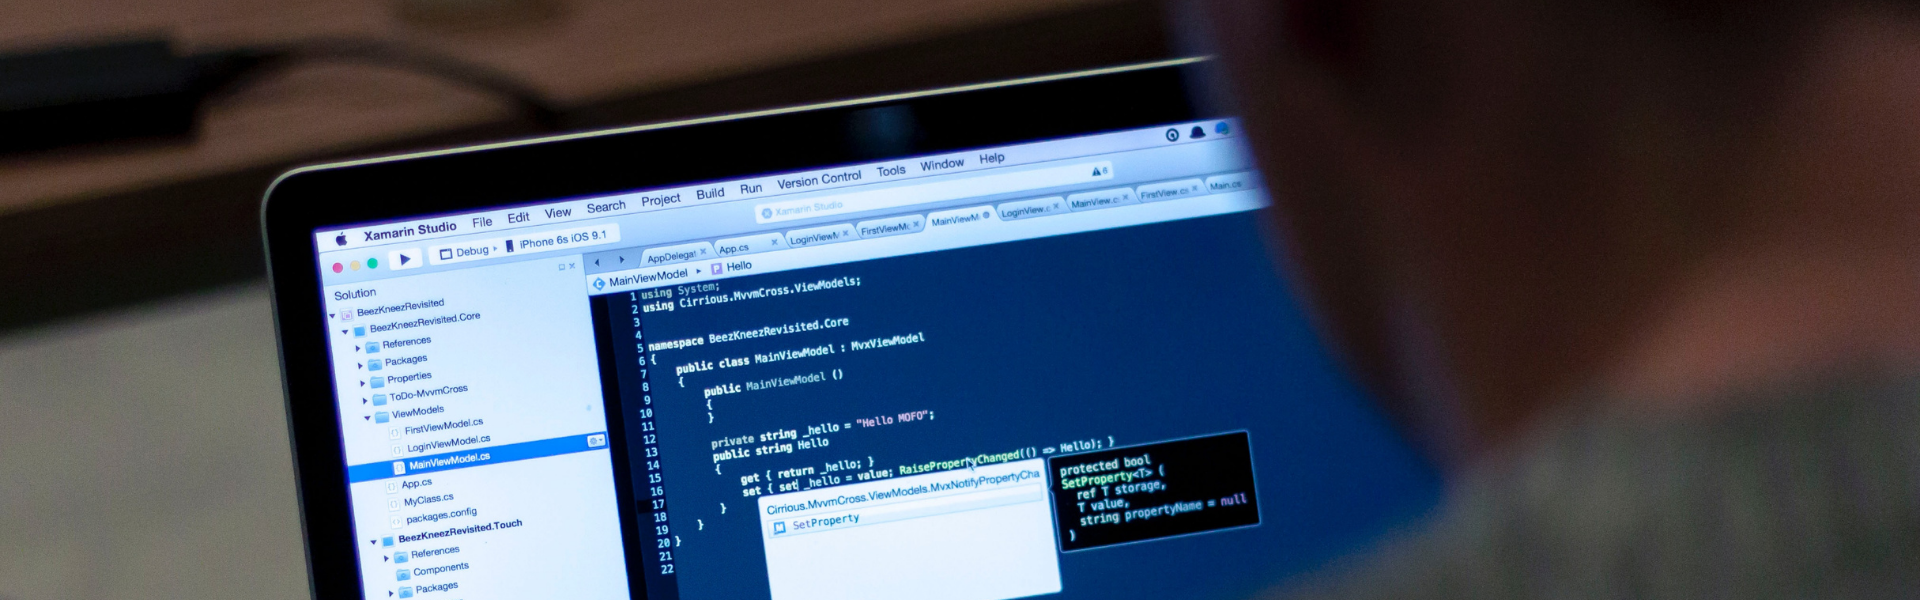 Xamarin Studio File Edit View Search Project Build Run Version Control Tools Window Help
Debug iPhone 6s iOS 9.1
Xamarin Studio
6
AppDelegat App.cs LoginViewM FirstViewMo MainViewM LoginView.c MainView.c FirstView.cs Main.cs
MainViewModel Hello
Solution
BeezKneezRevisited
BeezKneezRevisited.Core
References
Packages
Properties
ToDo-MvvmCross
ViewModels
FirstViewModel.cs
LoginViewModel.cs
MainViewModel.cs
App.cs
MyClass.cs
packages.config
BeezKneezRevisited.Touch
References
Components
Packages
1 using System;
2 using Cirrious.MvvmCross.ViewModels;
3
4
5 namespace BeezKneezRevisited.Core
6 {
7 public class MainViewModel : MvxViewModel
8 {
9 public MainViewModel ()
10 {
11 }
12
13 private string _hello = "Hello MOFO";
14 public string Hello
15 {
16 get { return _hello; }
17 set { set _hello = value; RaisePropertyChanged(() => Hello); }
18 }
19 }
20 }
21
22
Cirrious.MvvmCross.ViewModels.MvxNotifyPropertyCha
SetProperty
protected bool
SetProperty<T> (
ref T storage,
T value,
string propertyName = null
)